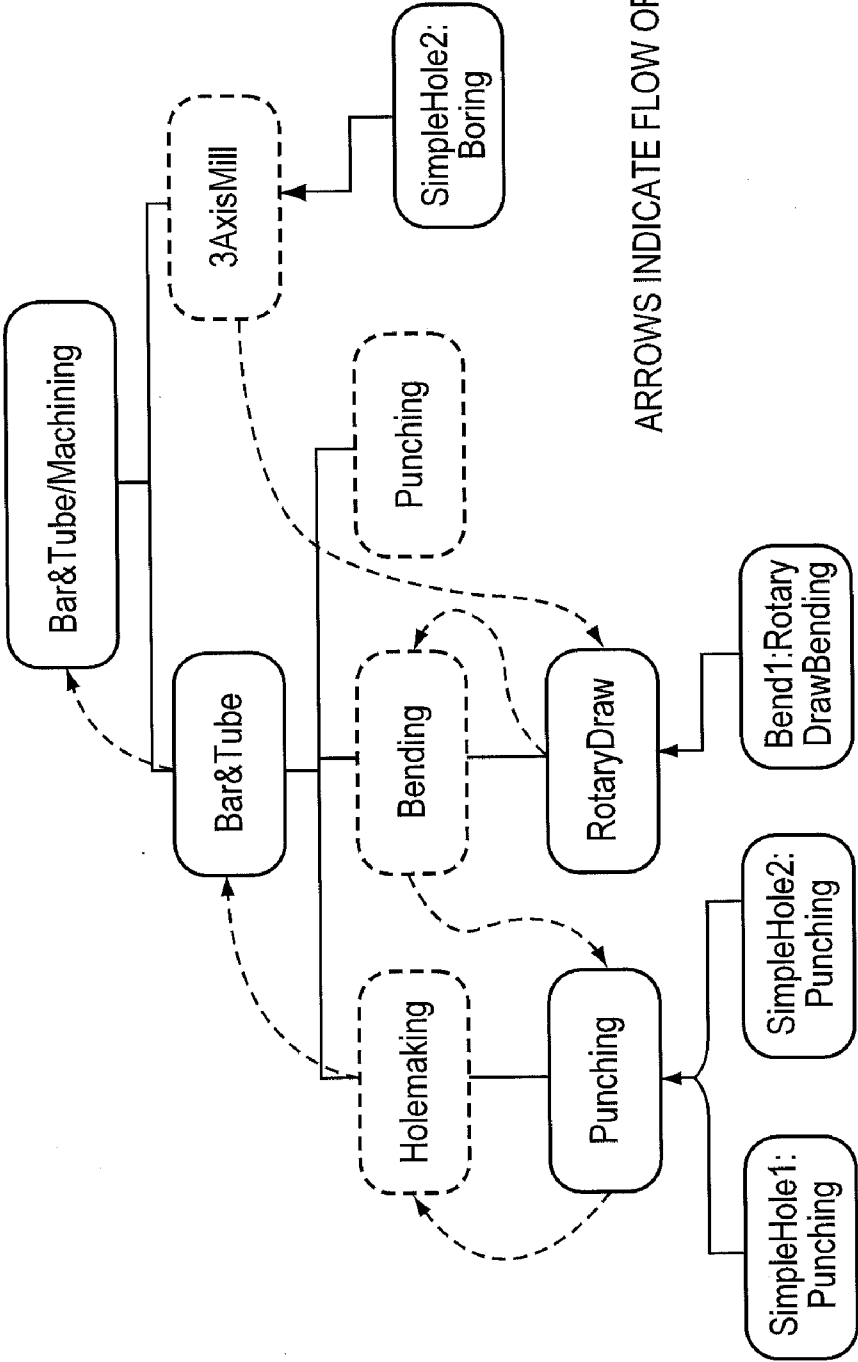 Bar&Tube/Machining
Bar&Tube
3AxisMill
Holemaking
Bending
Punching
SimpleHole2:
Boring
Punching
RotaryDraw
SimpleHole1:
Punching
SimpleHole2:
Punching
Bend1:Rotary
DrawBending
ARROWS INDICATE FLOW